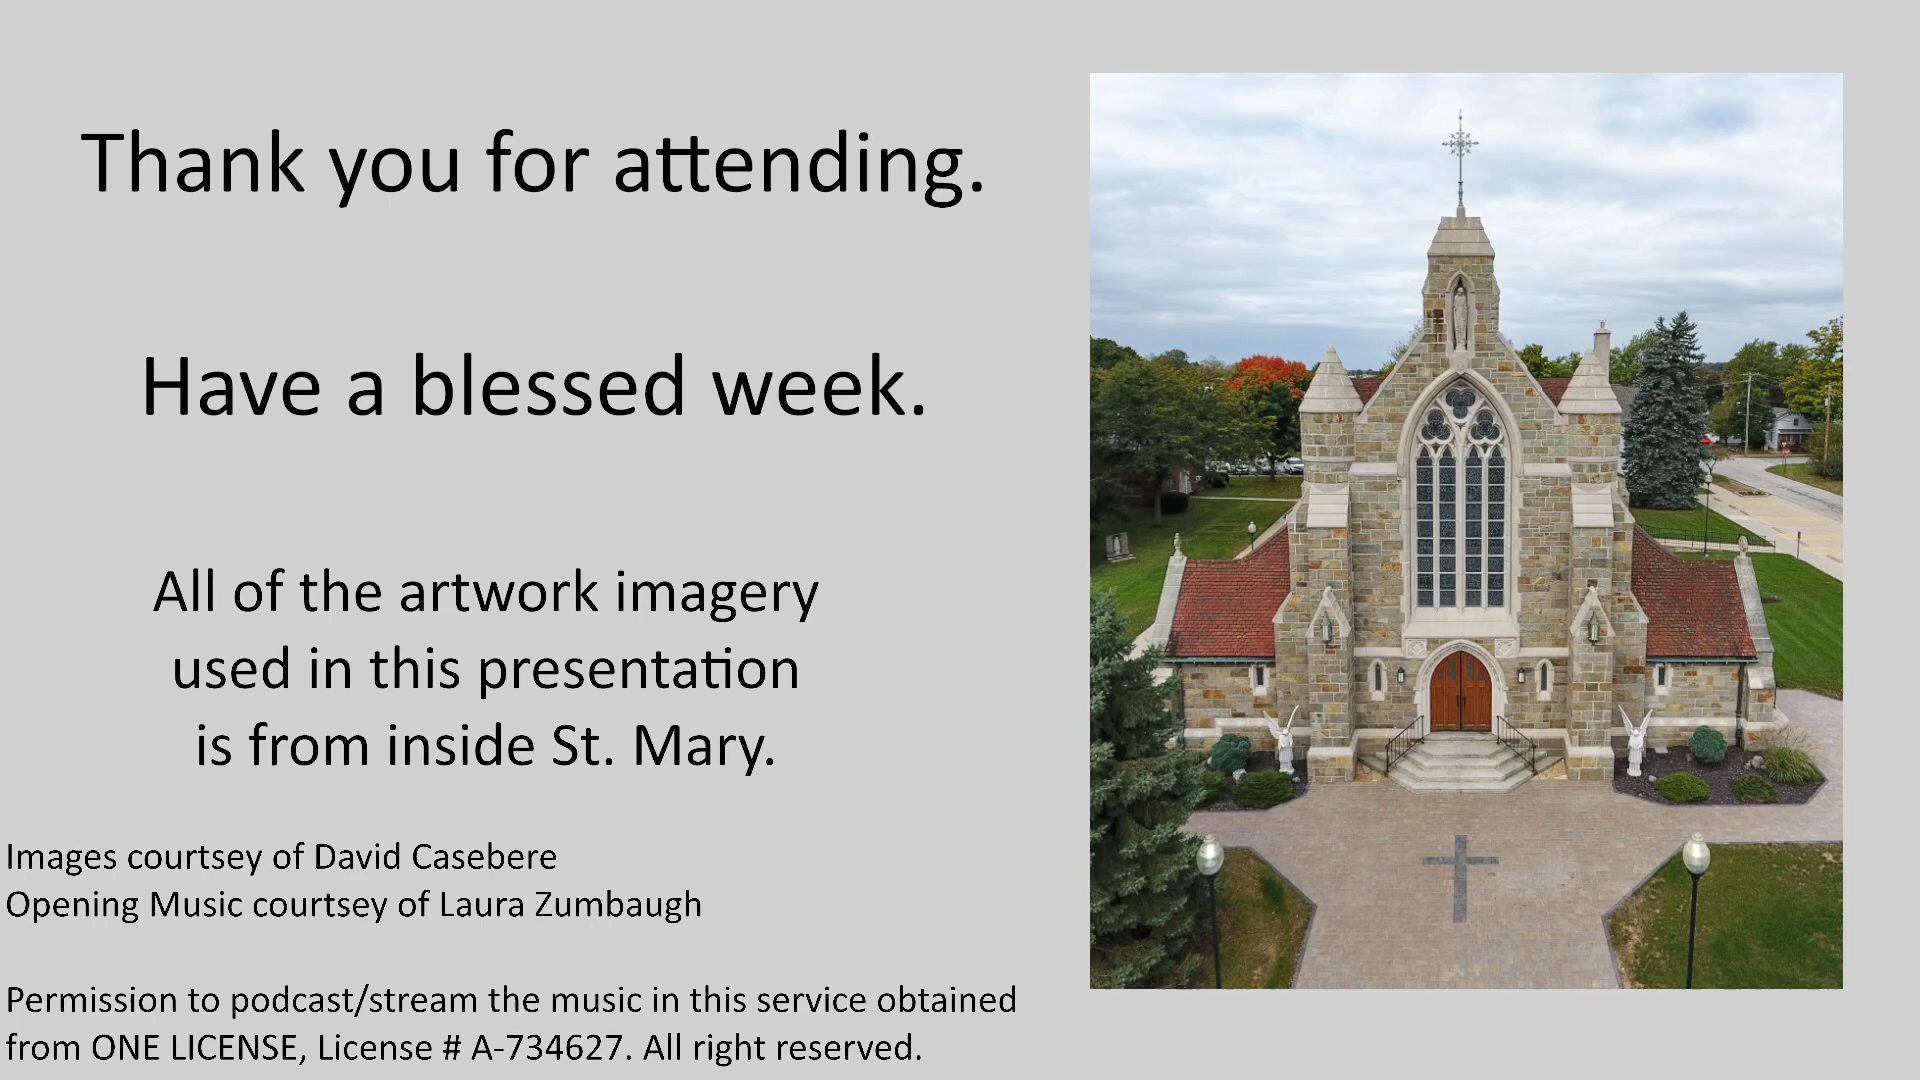 Thank you for attending.
Have a blessed week.
All of the artwork imagery
used in this presentation
is from inside St. Mary.
Images courtsey of David Casebere
Opening Music courtsey of Laura Zumbaugh
Permission to podcast/stream the music in this service obtained
from ONE LICENSE, License # A-734627. All right reserved.